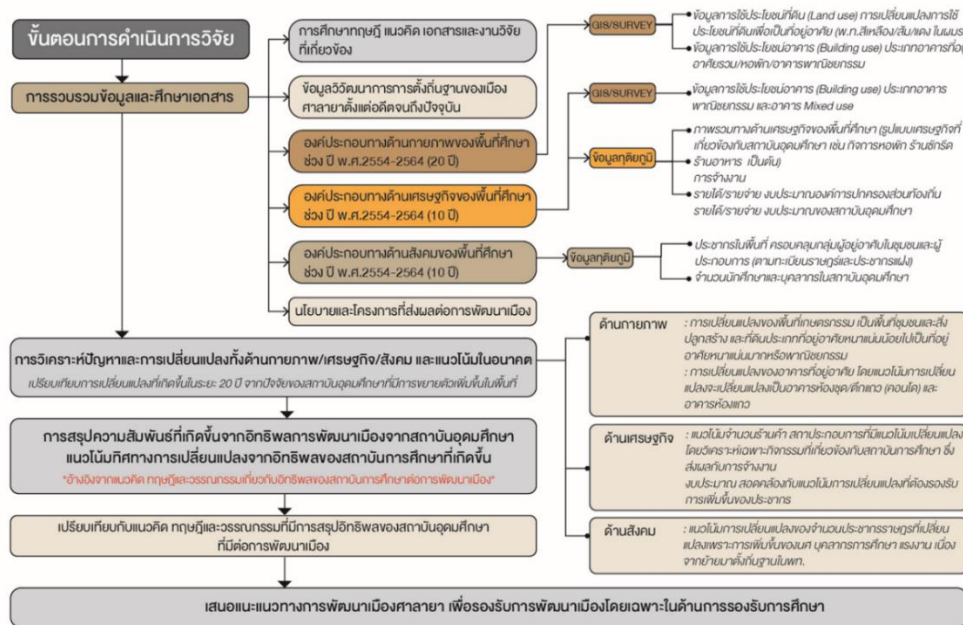 ขั้นตอนการดำเนินการวิจัย
การรวบรวมข้อมูลและศึกษาเอกสาร
การศึกษาทฤษฎี แนวคิด เอกสารและงานวิจัย
ที่เกี่ยวข้อง
ข้อมูลวิวัฒนาการการตั้งถิ่นฐานของเมือง
ศาลายาตั้งแต่อดีตจนถึงปัจจุบัน
องค์ประกอบทางด้านกายภาพของพื้นที่ศึกษา
ช่วง ปี พ.ศ.2554-2564 (20 ปี)
องค์ประกอบทางด้านเศรษฐกิจของพื้นที่ศึกษา
ช่วง ปี พ.ศ.2554-2564 (10 ปี)
องค์ประกอบทางด้านสังคมของพื้นที่ศึกษา
ช่วง ปี พ.ศ.2554-2564 (10 ปี)
นโยบายและโครงการที่ส่งผลต่อการพัฒนาเมือง
GIS/SURVEY
ข้อมูลการใช้ประโยชน์ที่ดิน (Land use) การเปลี่ยนแปลงการใช้
ประโยชน์ที่ดินเพื่อเป็นที่อยู่อาศัย (พ.ท.สีเหลือง/ส้ม/แดง ในผมร
ข้อมูลการใช้ประโยชน์อาคาร (Building use) ประเภทอาคารที่อยู่
อาศัยรวม/หอพัก/อาคารพาณิชยกรรม
GIS/SURVEY
ข้อมูลการใช้ประโยชน์อาคาร (Building use) ประเภทอาคาร
พาณิชยกรรม และอาคาร Mixed use
ข้อมูลทุติยภูมิ
ภาพรวมทางด้านเศรษฐกิจของพื้นที่ศึกษา (รูปแบบเศรษฐกิจที่
เกี่ยวข้องกับสถาบันอุดมศึกษา เช่น กิจการหอพัก ร้านซักรีด
ร้านอาหาร เป็นต้น)
การจ้างงาน
รายได้/รายจ่าย งบประมาณองค์การปกครองส่วนท้องถิ่น
รายได้/รายจ่าย งบประมาณของสถาบันอุดมศึกษา
ข้อมูลทุติยภูมิ
ประชากรในพื้นที่ ครอบคลุมกลุ่มผู้อยู่อาศัยในชุมชนและผู้
ประกอบการ (ตามทะเบียนราษฎร์และประชากรแฝง)
จำนวนนักศึกษาและบุคลากรในสถาบันอุดมศึกษา
การวิเคราะห์ปัญหาและการเปลี่ยนแปลงทั้งด้านกายภาพ/เศรษฐกิจ/สังคม และแนวโน้มในอนาคต
เปรียบเทียบการเปลี่ยนแปลงที่เกิดขึ้นในระยะ 20 ปี จากปัจจัยของสถาบันอุดมศึกษาที่มีการขยายตัวเพิ่มขึ้นในพื้นที่
ด้านกายภาพ : การเปลี่ยนแปลงของพื้นที่เกษตรกรรม เป็นพื้นที่ชุมชนและสิ่ง
ปลูกสร้าง และที่ดินประเภทที่อยู่อาศัยหนาแน่นน้อยไปเป็นที่อยู่
อาศัยหนาแน่นมากหรือพาณิชยกรรม
: การเปลี่ยนแปลงของอาคารที่อยู่อาศัย โดยแนวโน้มการเปลี่ยน
แปลงจะเปลี่ยนแปลงเป็นอาคารห้องชุด/ตึกแถว (คอนโด) และ
อาคารห้องแถว
การสรุปความสัมพันธ์ที่เกิดขึ้นจากอิทธิพลการพัฒนาเมืองจากสถาบันอุดมศึกษา
แนวโน้มทิศทางการเปลี่ยนแปลงจากอิทธิพลของสถาบันการศึกษาที่เกิดขึ้น
"อ้างอิงจากแนวคิด ทฤษฎีและวรรณกรรมเกี่ยวกับอิทธิพลของสถาบันการศึกษาต่อการพัฒนาเมือง"
ด้านเศรษฐกิจ : แนวโน้มจำนวนร้านค้า สถานประกอบการที่มีแนวโน้มเปลี่ยนแปลง
โดยวิเคราะห์เฉพาะกิจกรรมที่เกี่ยวข้องกับสถาบันการศึกษา ซึ่ง
ส่งผลกับการจ้างงาน
งบประมาณ สอดคล้องกับแนวโน้มการเปลี่ยนแปลงที่ต้องรองรับ
การเพิ่มขึ้นของประชากร
เปรียบเทียบกับแนวคิด ทฤษฎีและวรรณกรรมที่มีการสรุปอิทธิพลของสถาบันอุดมศึกษา
ที่มีต่อการพัฒนาเมือง
ด้านสังคม : แนวโน้มการเปลี่ยนแปลงของจำนวนประชากรราษฎรที่เปลี่ยน
แปลงเพราะการเพิ่มขึ้นของนศ บุคลากรการศึกษา แรงงาน เนื่อง
จากย้ายมาตั้งถิ่นฐานในพท.
เสนอแนะแนวทางการพัฒนาเมืองศาลายา เพื่อรองรับการพัฒนาเมืองโดยเฉพาะในด้านการรองรับการศึกษา